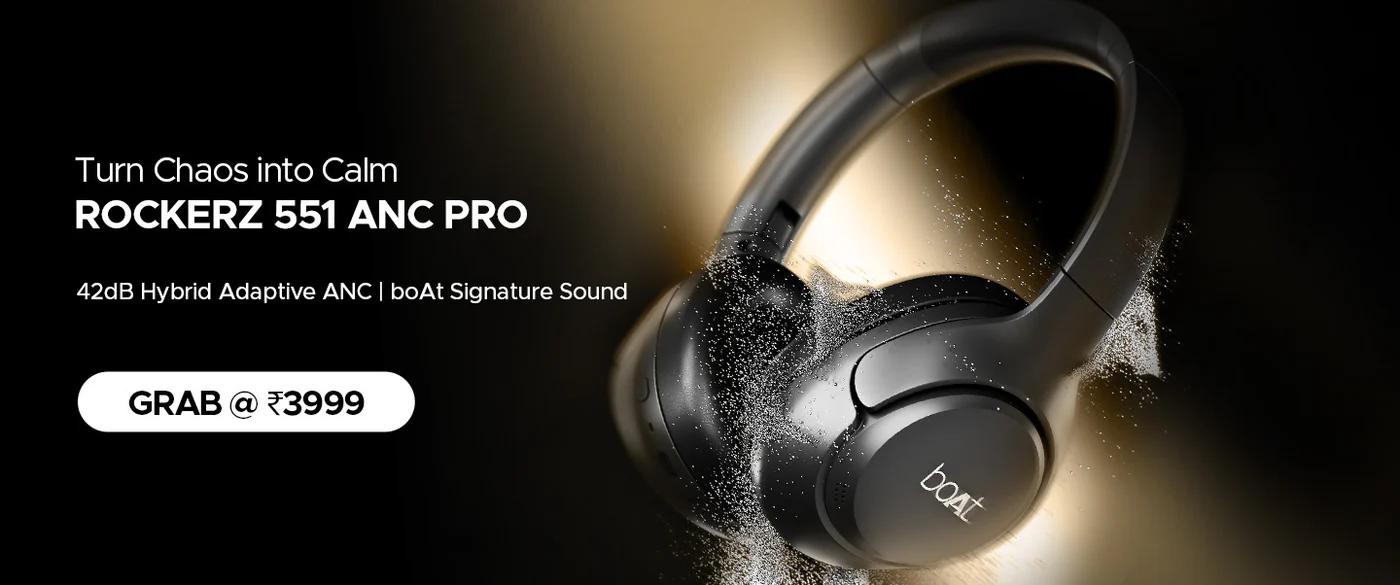 Turn Chaos into Calm
ROCKERZ 551 ANC PRO
42dB Hybrid Adaptive ANC | boAt Signature Sound
GRAB @ ₹3999
boAt